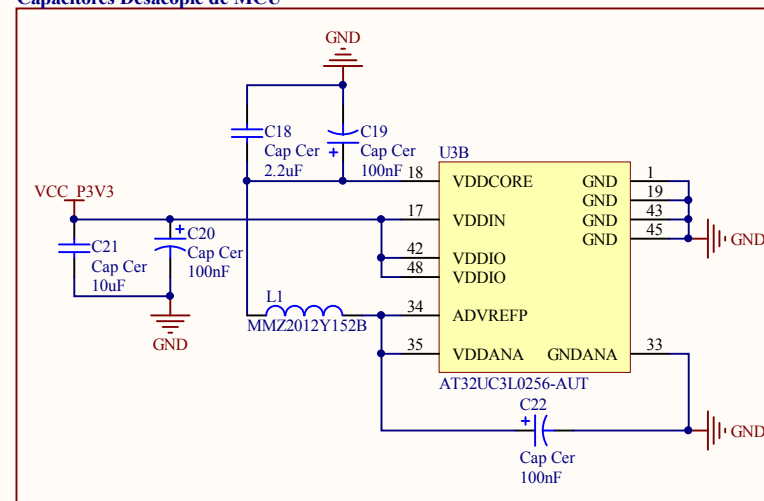 Capacitores Desacople de MCU
GND
C18
Cap Cer
2.2uF
C19
Cap Cer
100nF
U3B
VCC_P3V3
C21
Cap Cer
10uF
C20
Cap Cer
100nF
GND
L1
MMZ2012Y152B
18
17
42
48
34
35
VDDCORE
VDDIN
VDDIO
VDDIO
ADVREFP
VDDANA
GND
GND
GND
GND
GNDANA
1
19
43
45
33
GND
AT32UC3L0256-AUT
C22
Cap Cer
100nF
GND
+
+
+